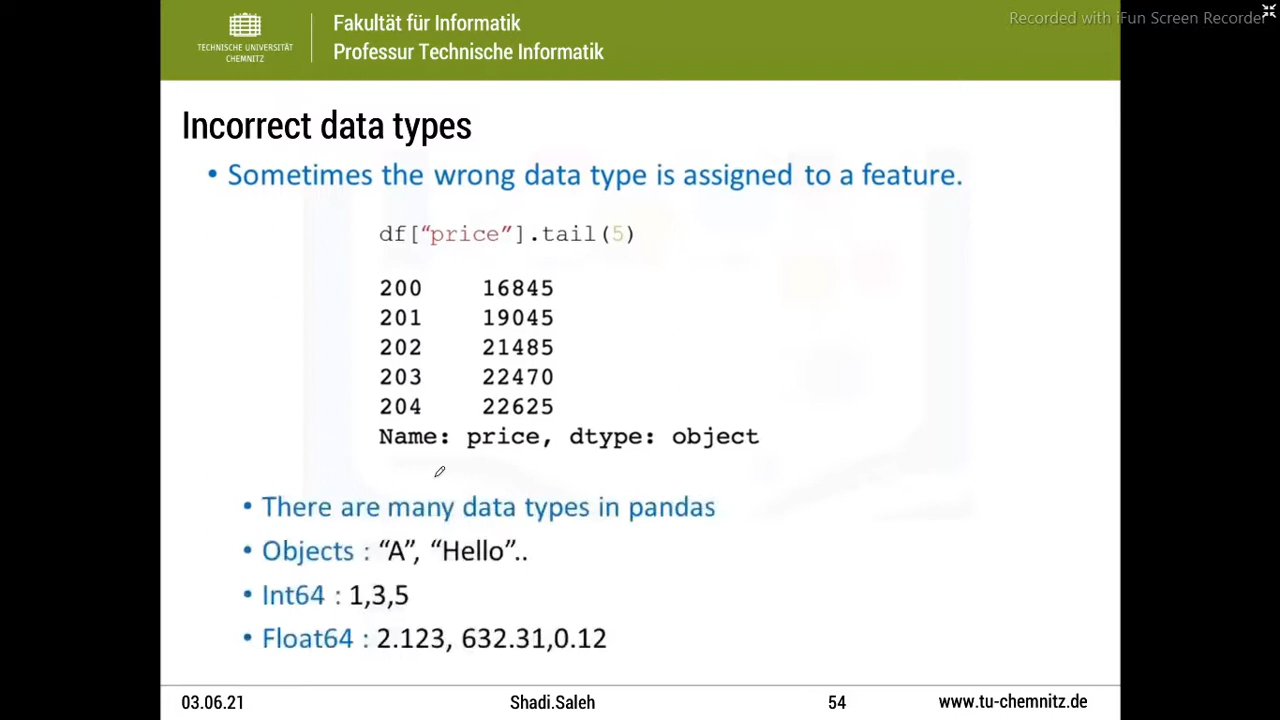 Fakultät für Informatik
Professur Technische Informatik
TECHNISCHE UNIVERSITÄT
CHEMNITZ
Recorded with iFun Screen Recorder
Incorrect data types
• Sometimes the wrong data type is assigned to a feature.
df[“price”].tail(5)
200 16845
201 19045
202 21485
203 22470
204 22625
Name: price, dtype: object
• There are many data types in pandas
• Objects : “A”, “Hello”..
• Int64 : 1,3,5
• Float64 : 2.123, 632.31,0.12
03.06.21 Shadi.Saleh 54 www.tu-chemnitz.de